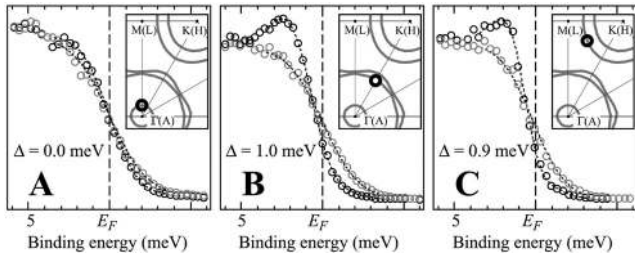 M(L) K(H)
Γ(A)
Δ = 0.0 meV
A
5 E_F
Binding energy (meV)
M(L) K(H)
Γ(A)
Δ = 1.0 meV
B
5 E_F
Binding energy (meV)
M(L) K(H)
Γ(A)
Δ = 0.9 meV
C
5 E_F
Binding energy (meV)